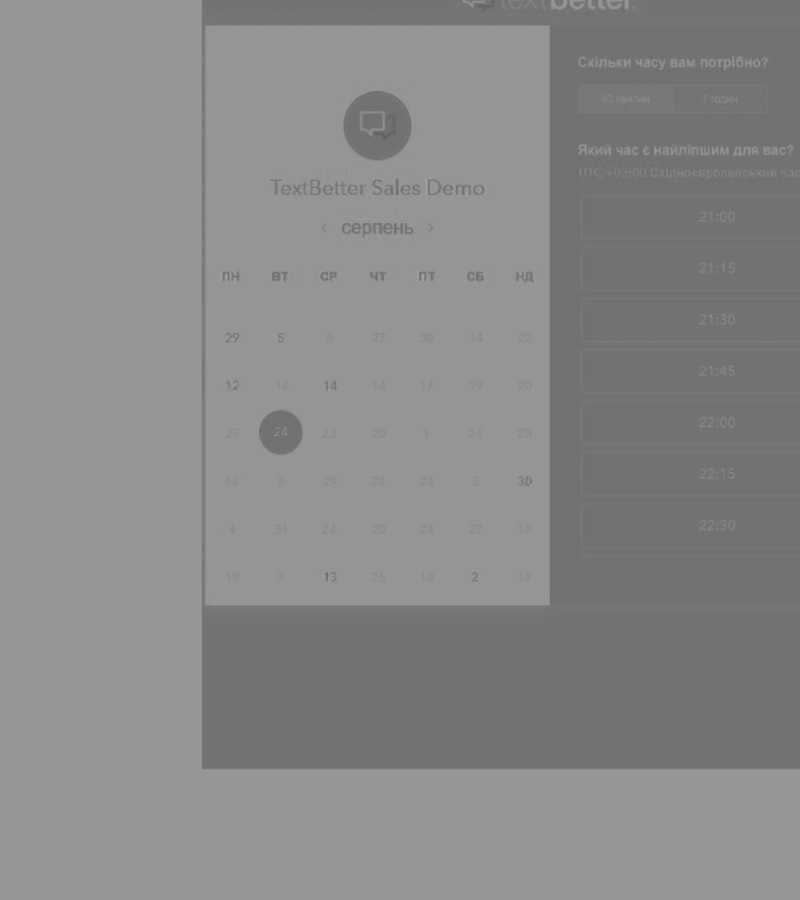 textbetter.
TextBetter Sales Demo
‹ серпень ›
ПН ВТ СР ЧТ ПТ СБ НД
29 5 5 27 30 14 22
12 14 14 14 17 19 20
27 24 23 20 1 24 26
16 3 29 24 24 3 30
4 31 24 20 24 27 14
19 3 13 26 18 2 14
Скільки часу вам потрібно?
40 хвилин 1 годин
Який час є найліпшим для вас?
UTC +03:00 Східноєвропейський час
21:00
21:15
21:30
21:45
22:00
22:15
22:30